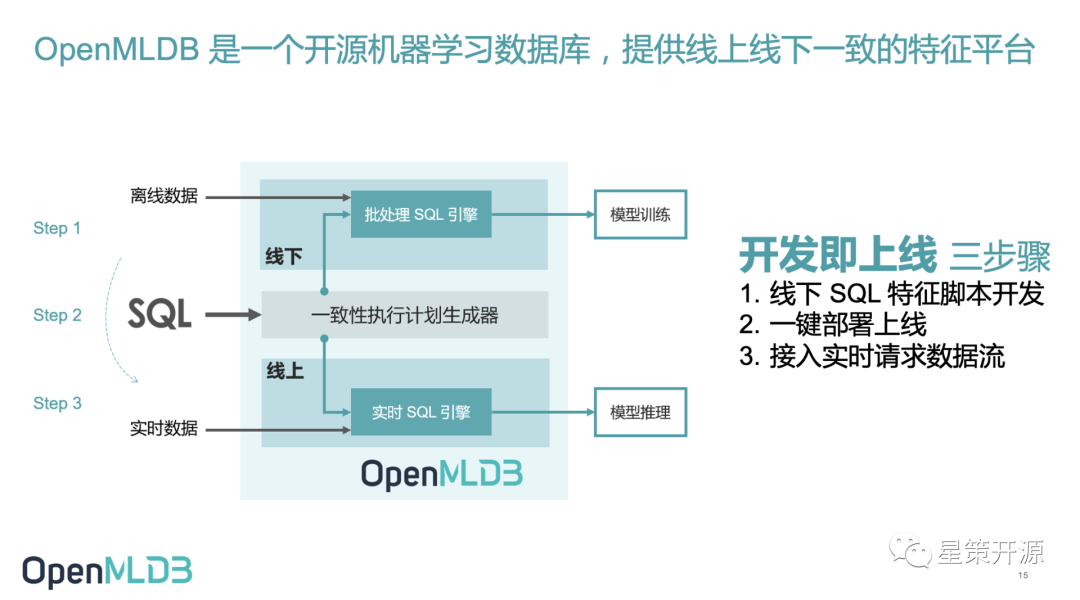 OpenMLDB 是一个开源机器学习数据库，提供线上线下一致的特征平台
离线数据
Step 1
批处理 SQL 引擎
模型训练
线下
Step 2
SQL
一致性执行计划生成器
线上
Step 3
实时 SQL 引擎
模型推理
实时数据
OpenMLDB
开发即上线 三步骤
1. 线下 SQL 特征脚本开发
2. 一键部署上线
3. 接入实时请求数据流
OpenMLDB
星策开源
15